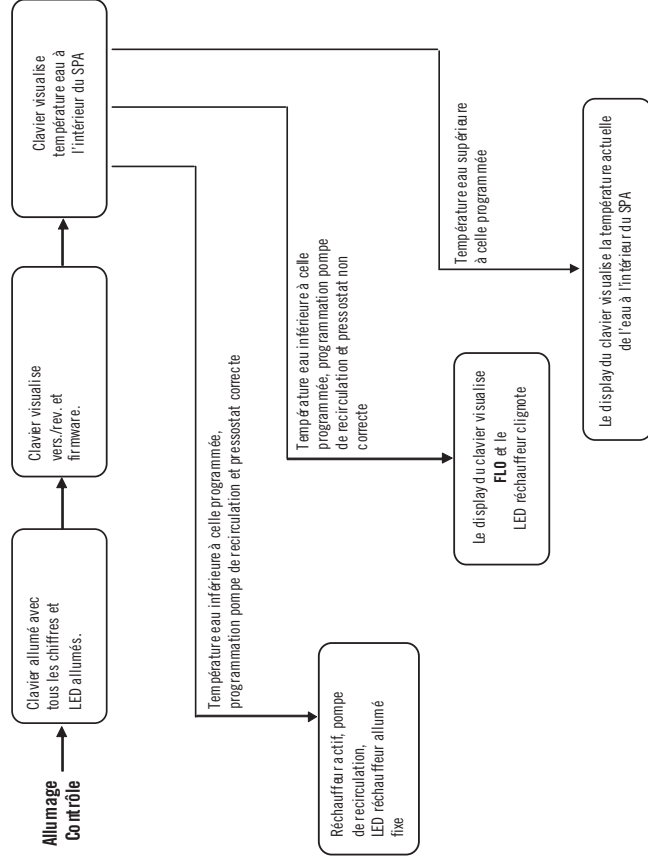 Allumage
Contrôle
Clavier allumé avec
tous les chiffres et
LED allumés.
Clavier visualise
vers./rev. et
firmware.
Clavier visualise
température eau à
l'intérieur du SPA
Température eau inférieure à celle programmée,
programmation pompe de recirculation et pressostat correcte
Température eau inférieure à celle
programmée, programmation pompe
de recirculation et pressostat non
correcte
Température eau supérieure
à celle programmée
Réchauffeur actif, pompe
de recirculation,
LED réchauffeur allumé
fixe
Le display du clavier visualise
FLO et le
LED réchauffeur clignote
Le display du clavier visualise la température actuelle
de l'eau à l'intérieur du SPA